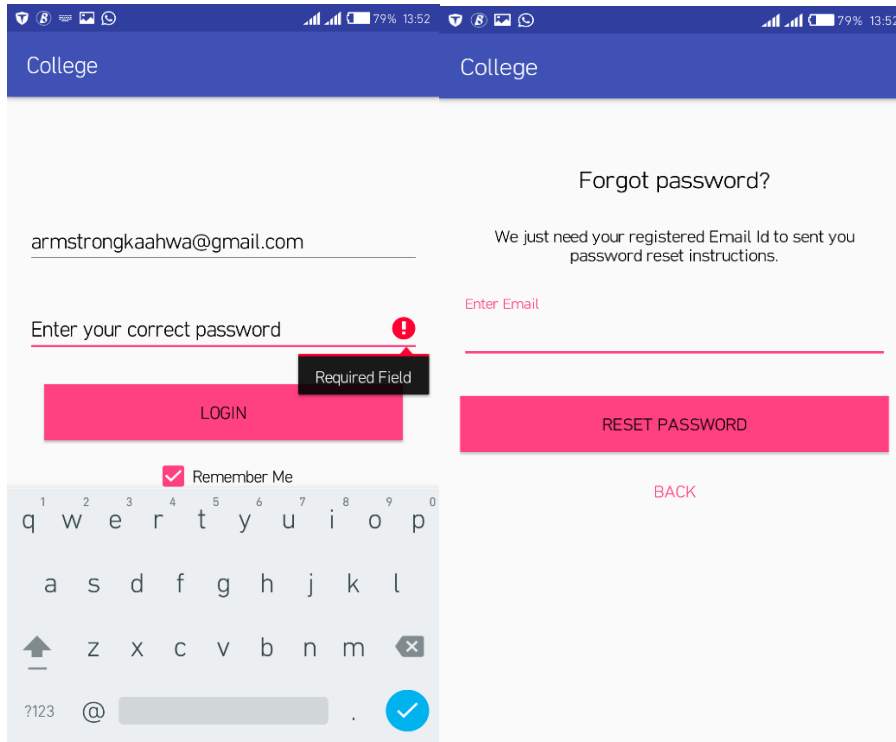 79% 13:52
College
armstrongkaahwa@gmail.com
Enter your correct password
Required Field
LOGIN
Remember Me
1 2 3 4 5 6 7 8 9 0
q w e r t y u i o p
a s d f g h j k l
z x c v b n m
?123 @ .
79% 13:52
College
Forgot password?
We just need your registered Email Id to sent you
password reset instructions.
Enter Email
RESET PASSWORD
BACK